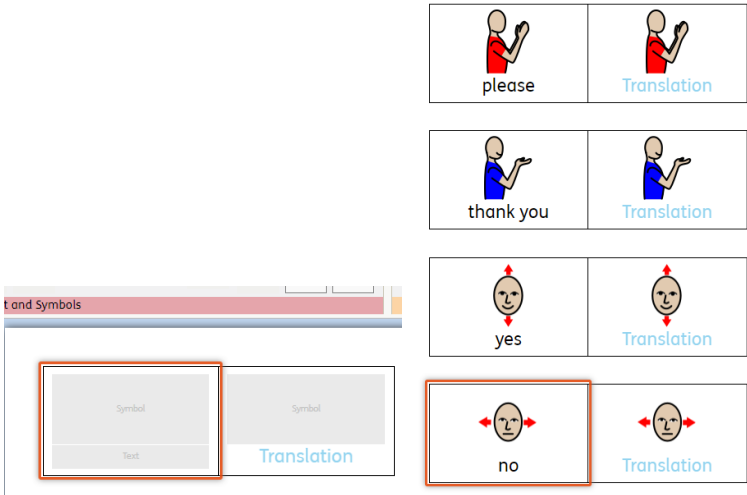 please
Translation
thank you
Translation
t and Symbols
yes
Translation
Symbol
Symbol
Text
Translation
no
Translation